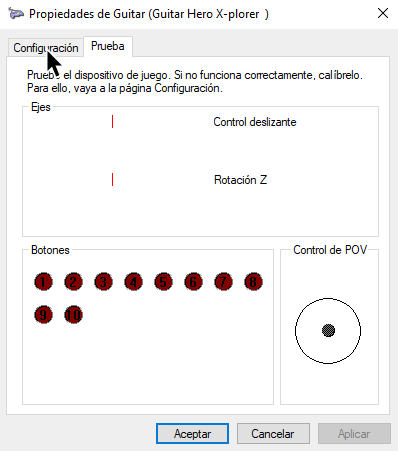 Propiedades de Guitar (Guitar Hero X-plorer )
Configuración Prueba
Pruebe el dispositivo de juego. Si no funciona correctamente, calíbrelo.
Para ello, vaya a la página Configuración.
Ejes
Control deslizante
Rotación Z
Botones
Control de POV
1 2 3 4 5 6 7 8
9 10
Aceptar Cancelar Aplicar